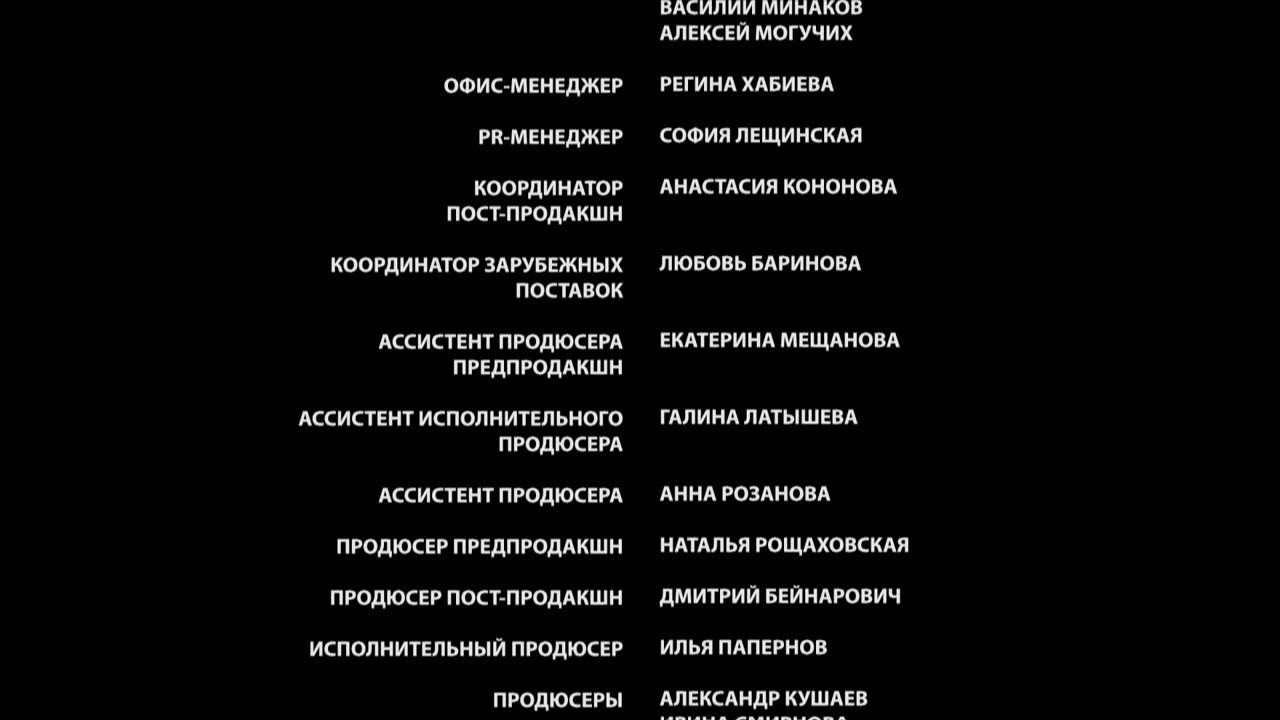 ВАСИЛИЙ МИНАКОВ
АЛЕКСЕЙ МОГУЧИХ
ОФИС-МЕНЕДЖЕР РЕГИНА ХАБИЕВА
PR-МЕНЕДЖЕР СОФИЯ ЛЕЩИНСКАЯ
КООРДИНАТОР АНАСТАСИЯ КОНОНОВА
ПОСТ-ПРОДАКШН
КООРДИНАТОР ЗАРУБЕЖНЫХ ЛЮБОВЬ БАРИНОВА
ПОСТАВОК
АССИСТЕНТ ПРОДЮСЕРА ЕКАТЕРИНА МЕЩАНОВА
ПРЕДПРОДАКШН
АССИСТЕНТ ИСПОЛНИТЕЛЬНОГО ГАЛИНА ЛАТЫШЕВА
ПРОДЮСЕРА
АССИСТЕНТ ПРОДЮСЕРА АННА РОЗАНОВА
ПРОДЮСЕР ПРЕДПРОДАКШН НАТАЛЬЯ РОЩАХОВСКАЯ
ПРОДЮСЕР ПОСТ-ПРОДАКШН ДМИТРИЙ БЕЙНАРОВИЧ
ИСПОЛНИТЕЛЬНЫЙ ПРОДЮСЕР ИЛЬЯ ПАПЕРНОВ
ПРОДЮСЕРЫ АЛЕКСАНДР КУШАЕВ
ИРИНА СМИРНОВА